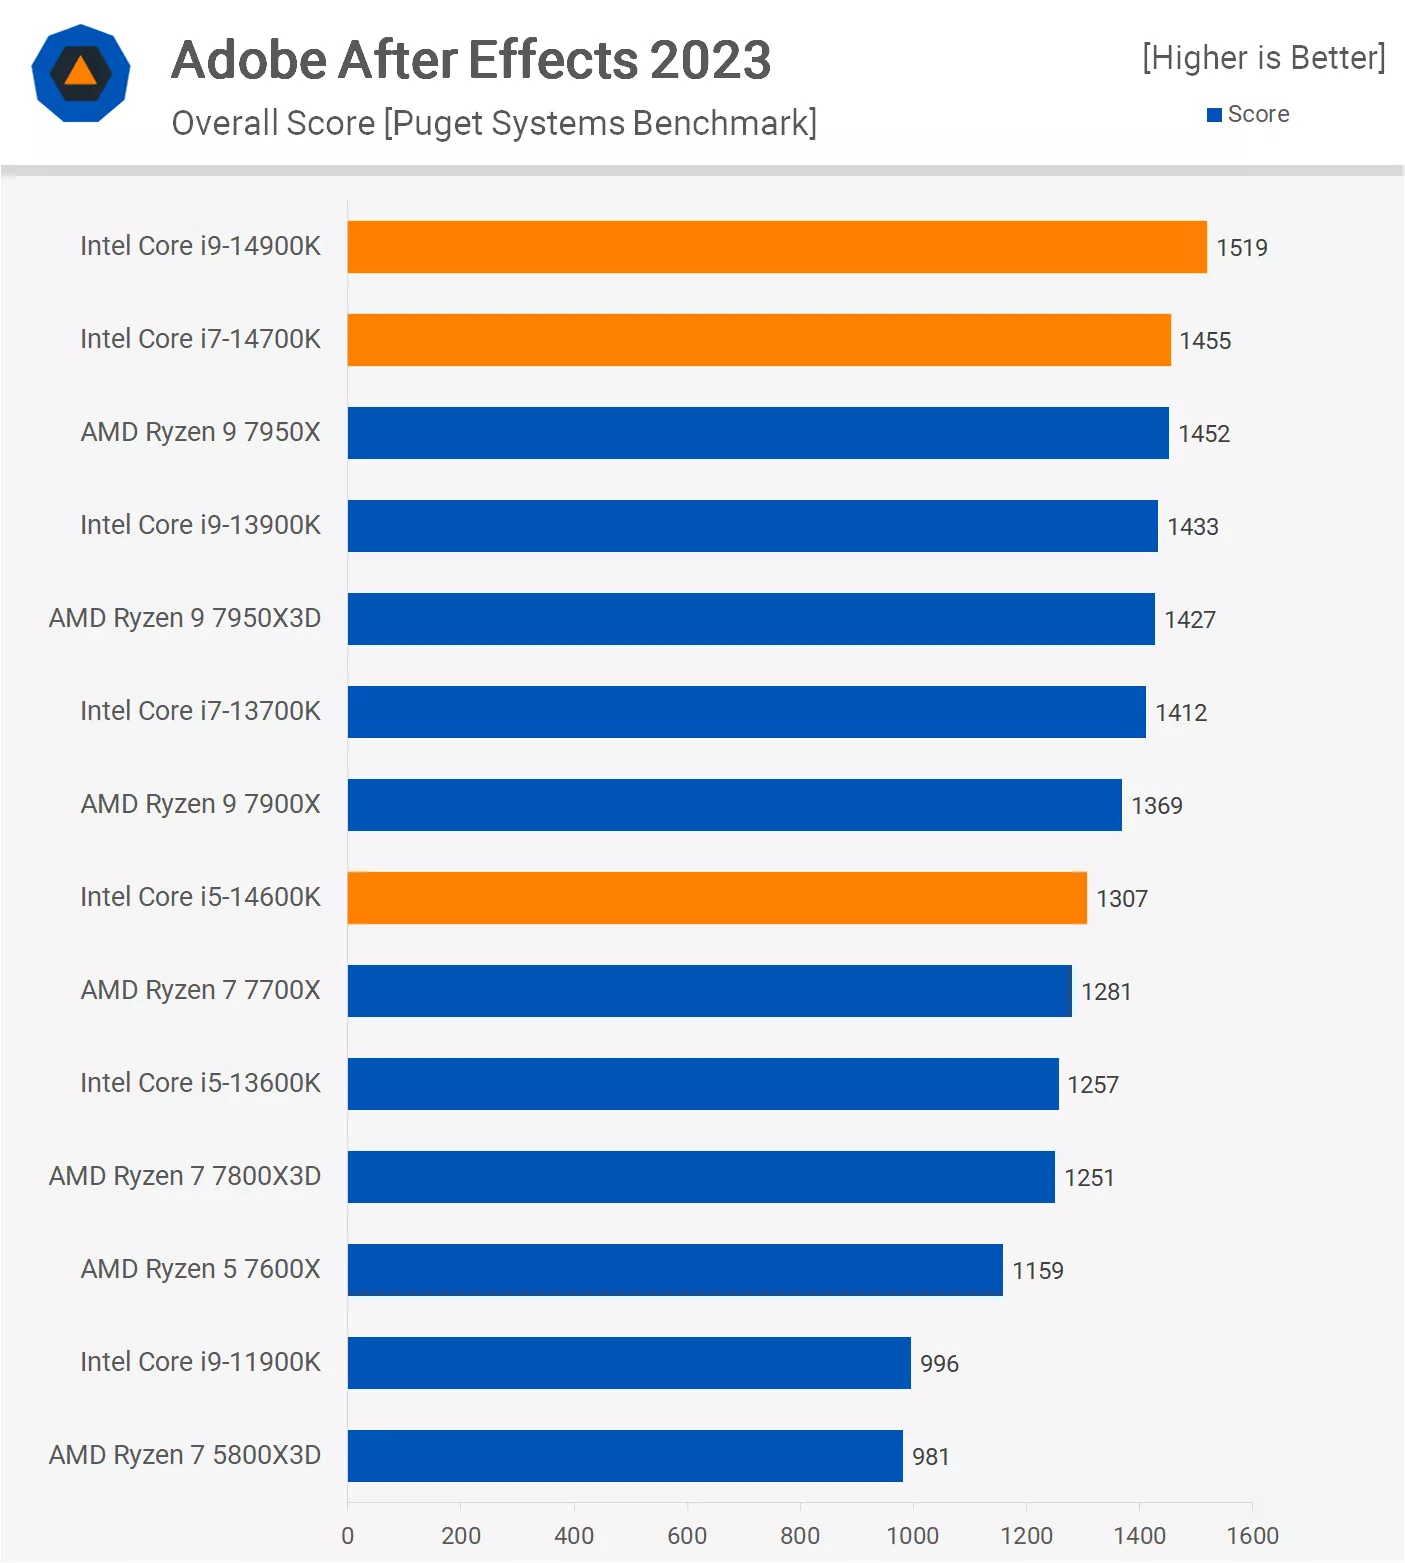 Adobe After Effects 2023
[Higher is Better]
Overall Score [Puget Systems Benchmark]
Score
Intel Core i9-14900K 1519
Intel Core i7-14700K 1455
AMD Ryzen 9 7950X 1452
Intel Core i9-13900K 1433
AMD Ryzen 9 7950X3D 1427
Intel Core i7-13700K 1412
AMD Ryzen 9 7900X 1369
Intel Core i5-14600K 1307
AMD Ryzen 7 7700X 1281
Intel Core i5-13600K 1257
AMD Ryzen 7 7800X3D 1251
AMD Ryzen 5 7600X 1159
Intel Core i9-11900K 996
AMD Ryzen 7 5800X3D 981
0 200 400 600 800 1000 1200 1400 1600